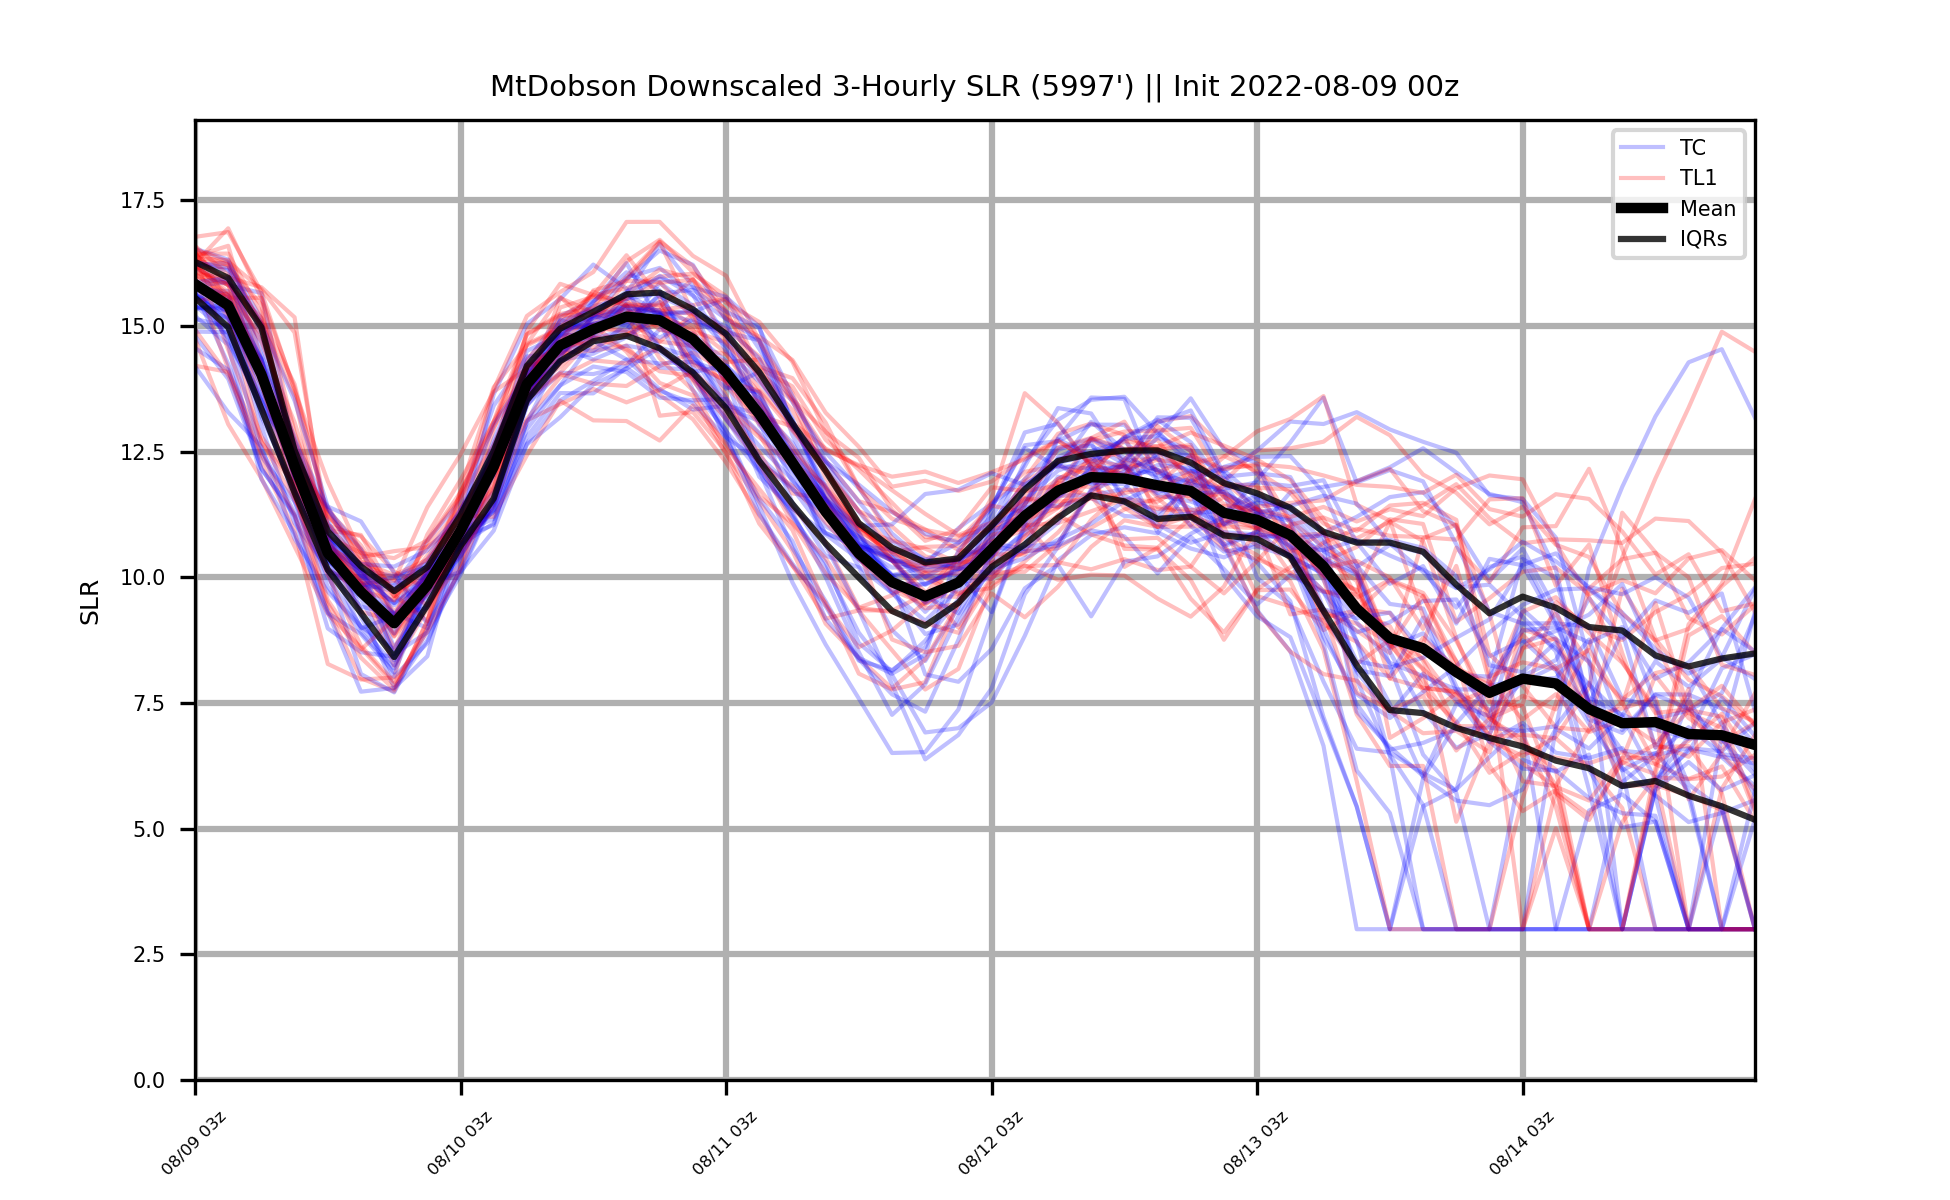 MtDobson Downscaled 3-Hourly SLR (5997') || Init 2022-08-09 00z
TC
TL1
Mean
IQRs
17.5
15.0
12.5
10.0
7.5
5.0
2.5
0.0
SLR
08/09 03z
08/10 03z
08/11 03z
08/12 03z
08/13 03z
08/14 03z